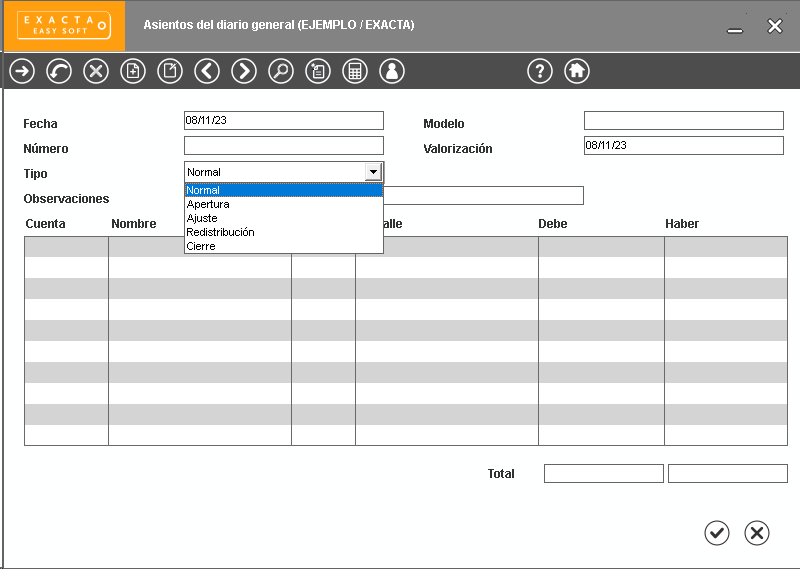 EXACTA
EASY SOFT
Asientos del diario general (EJEMPLO / EXACTA)
?
Fecha 08/11/23 Modelo
Número Valorización 08/11/23
Tipo Normal
Normal
Observaciones
Apertura
Ajuste
Redistribución
Cierre
Cuenta Nombre alle Debe Haber
Total